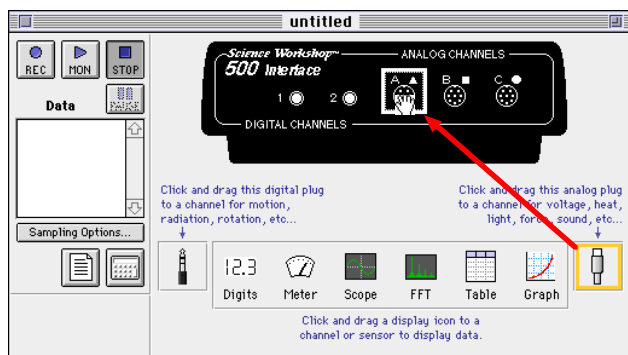 untitled
REC MON STOP
PAUSE
Data
Sampling Options...
Science Workshop™
500 Interface
ANALOG CHANNELS
A B C
1 2
DIGITAL CHANNELS
Click and drag this digital plug
to a channel for motion,
radiation, rotation, etc...
Click and drag this analog plug
to a channel for voltage, heat,
light, force, sound, etc...
12.3
Digits Meter Scope FFT Table Graph
Click and drag a display icon to a
channel or sensor to display data.